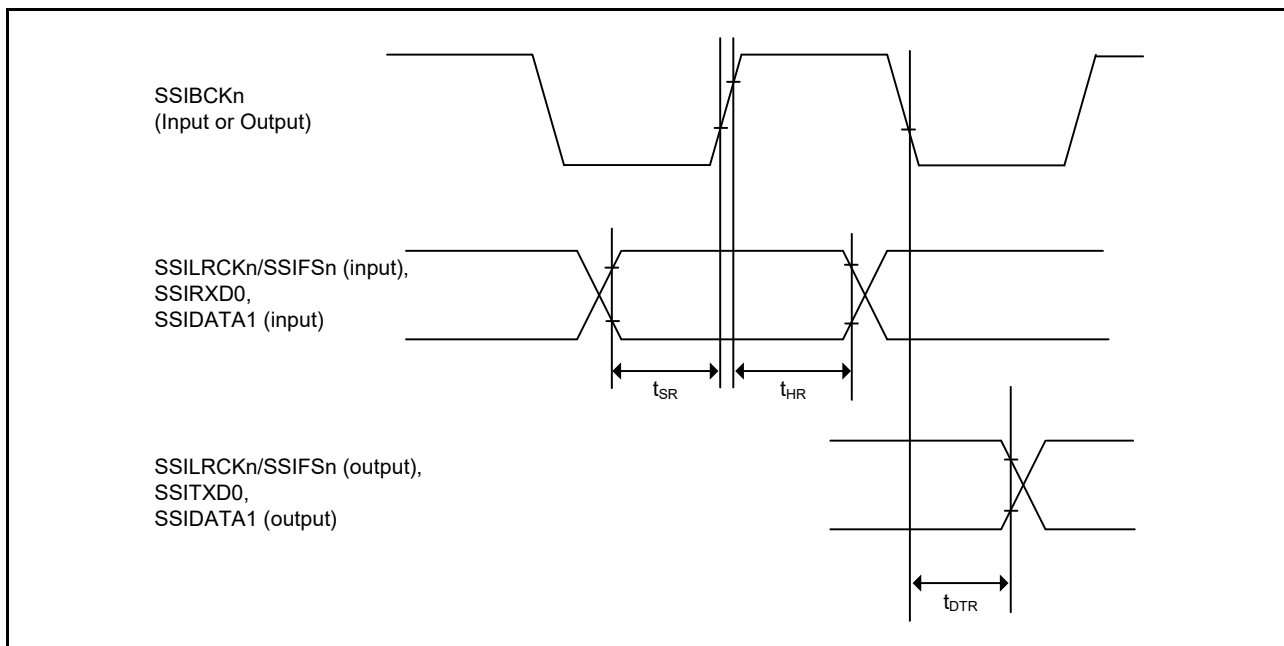 SSIBCKn
(Input or Output)
SSILRCKn/SSIFSn (input),
SSIRXD0,
SSIDATA1 (input)
tSR
tHR
SSILRCKn/SSIFSn (output),
SSITXD0,
SSIDATA1 (output)
tDTR